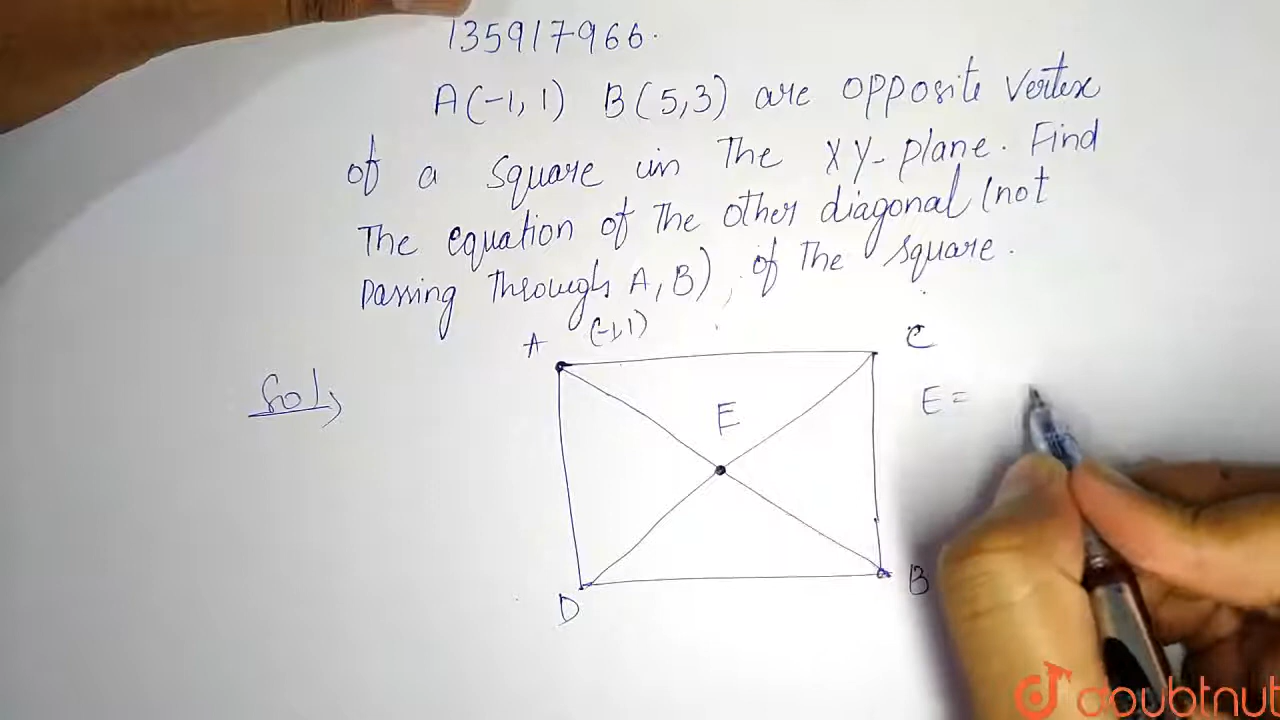 135917966.
A(-1, 1) B(5,3) are opposite vertex
of a square in The XY-plane. Find
The equation of The other diagonal (not
passing Through A, B), of The square.
(-1,1)
A
C
Sol
E
E =
B
D
doubtnut